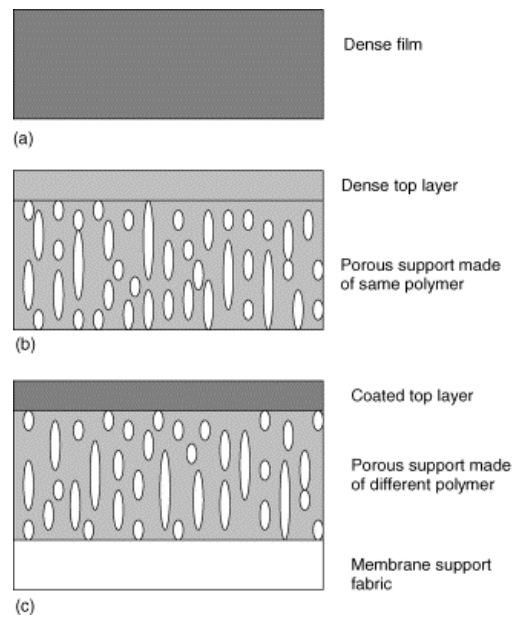 Dense film
(a)
Dense top layer
Porous support made
of same polymer
(b)
Coated top layer
Porous support made
of different polymer
Membrane support
fabric
(c)